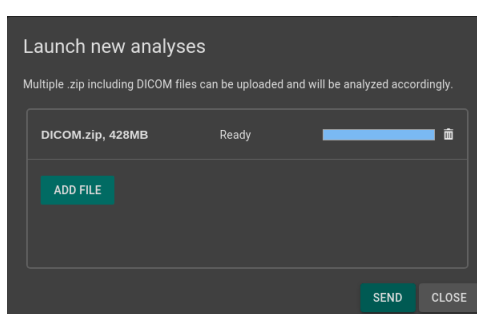 Launch new analyses
Multiple .zip including DICOM files can be uploaded and will be analyzed accordingly.
DICOM.zip, 428MB Ready
ADD FILE
SEND CLOSE